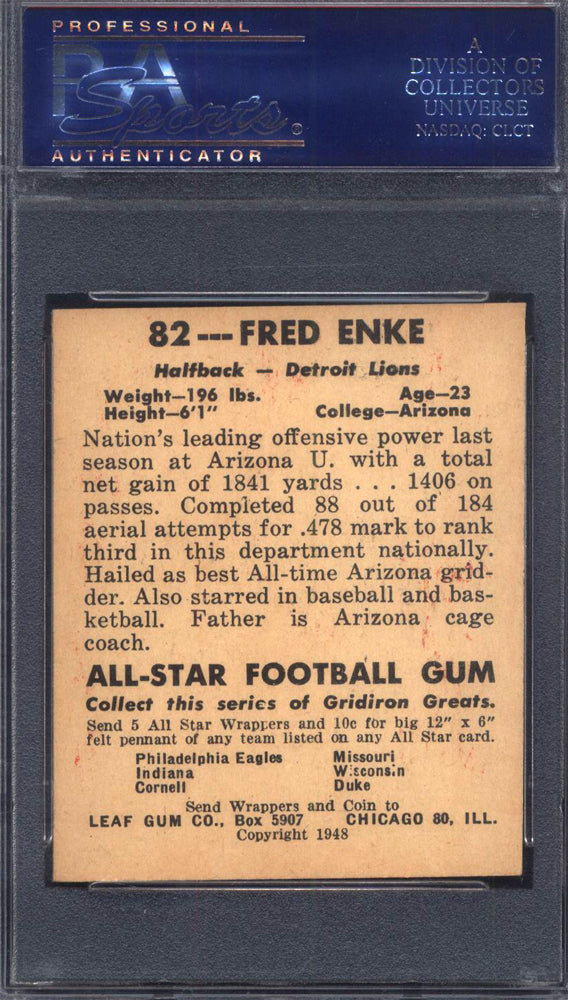 PROFESSIONAL
PSA
Sports®
AUTHENTICATOR
A
DIVISION OF
COLLECTORS
UNIVERSE
NASDAQ: CLCT
82---FRED ENKE
Halfback — Detroit Lions
Weight—196 lbs. Age—23
Height—6'1" College—Arizona
Nation's leading offensive power last
season at Arizona U. with a total
net gain of 1841 yards . . . 1406 on
passes. Completed 88 out of 184
aerial attempts for .478 mark to rank
third in this department nationally.
Hailed as best All-time Arizona grid-
der. Also starred in baseball and bas-
ketball. Father is Arizona cage
coach.
ALL-STAR FOOTBALL GUM
Collect this series of Gridiron Greats.
Send 5 All Star Wrappers and 10c for big 12" x 6"
felt pennant of any team listed on any All Star card.
Philadelphia Eagles Missouri
Indiana Wisconsin
Cornell Duke
Send Wrappers and Coin to
LEAF GUM CO., Box 5907 CHICAGO 80, ILL.
Copyright 1948